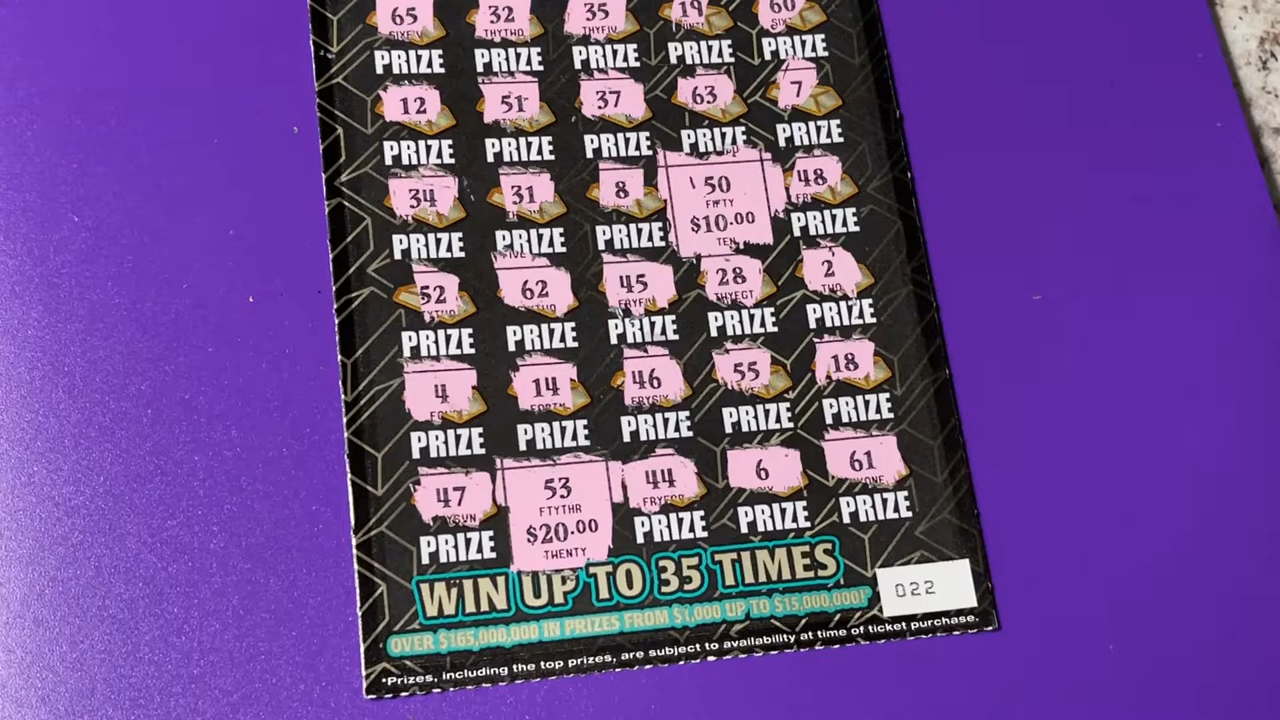 65 32 35 19 60
THYTHO THYFIV
PRIZE PRIZE PRIZE PRIZE PRIZE
12 51 37 63 7
PRIZE PRIZE PRIZE PRIZE PRIZE
34 31 8 50 48
FIFTY
$10.00
TEN
PRIZE PRIZE PRIZE PRIZE
52 62 45 28 2
THO
PRIZE PRIZE PRIZE PRIZE PRIZE
4 14 46 55 18
FRYSIX
PRIZE PRIZE PRIZE PRIZE PRIZE
47 53 44 6 61
FTYTHR
$20.00
TWENTY
PRIZE PRIZE PRIZE PRIZE
WIN UP TO 35 TIMES
022
OVER $165,000,000 IN PRIZES FROM $1,000 UP TO $15,000,000!*
*Prizes, including the top prizes, are subject to availability at time of ticket purchase.